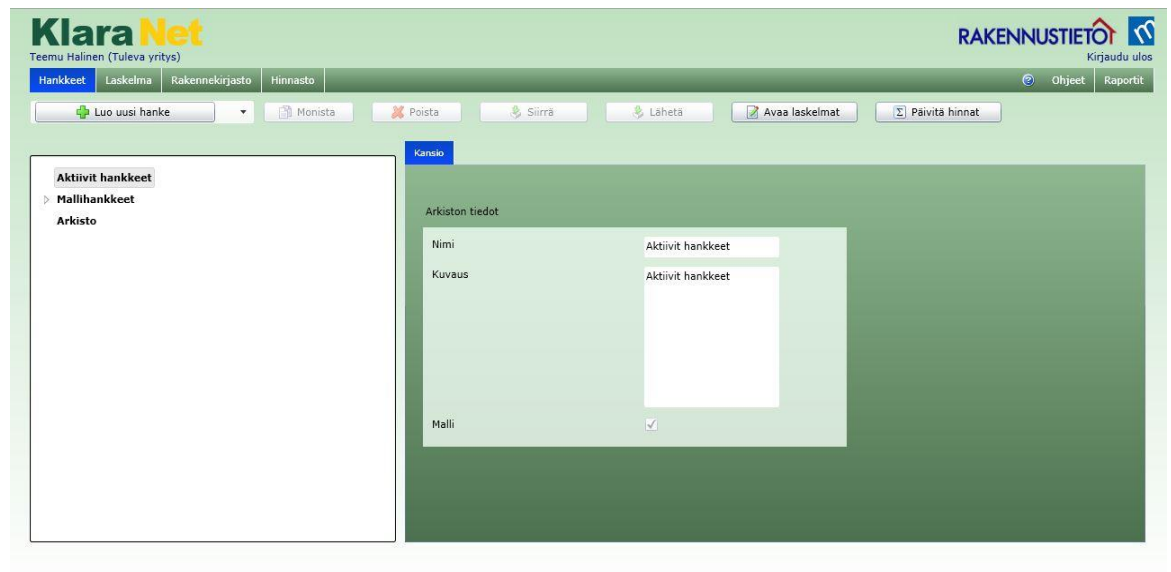 Klara Net
RAKENNUSTIETO
Teemu Halinen (Tuleva yritys)
Kirjaudu ulos
Hankkeet Laskelma Rakennekirjasto Hinnasto
Ohjeet Raportit
Luo uusi hanke Monista Poista Siirrä Lähetä Avaa laskelmat Σ Päivitä hinnat
Kansio
Aktiivit hankkeet
Mallihankkeet
Arkisto
Arkiston tiedot
Nimi Aktiivit hankkeet
Kuvaus Aktiivit hankkeet
Malli